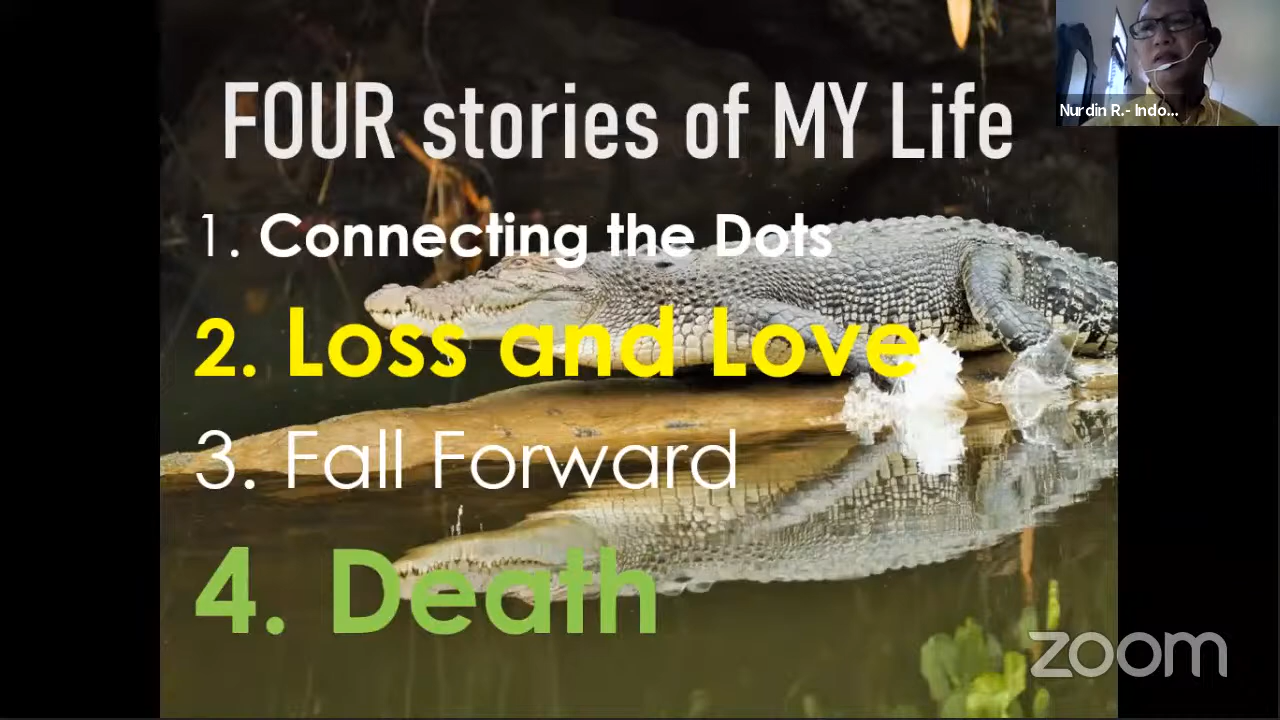 FOUR stories of MY Life
Nurdin R.- Indo...
1. Connecting the Dots
2. Loss and Love
3. Fall Forward
4. Death
zoom